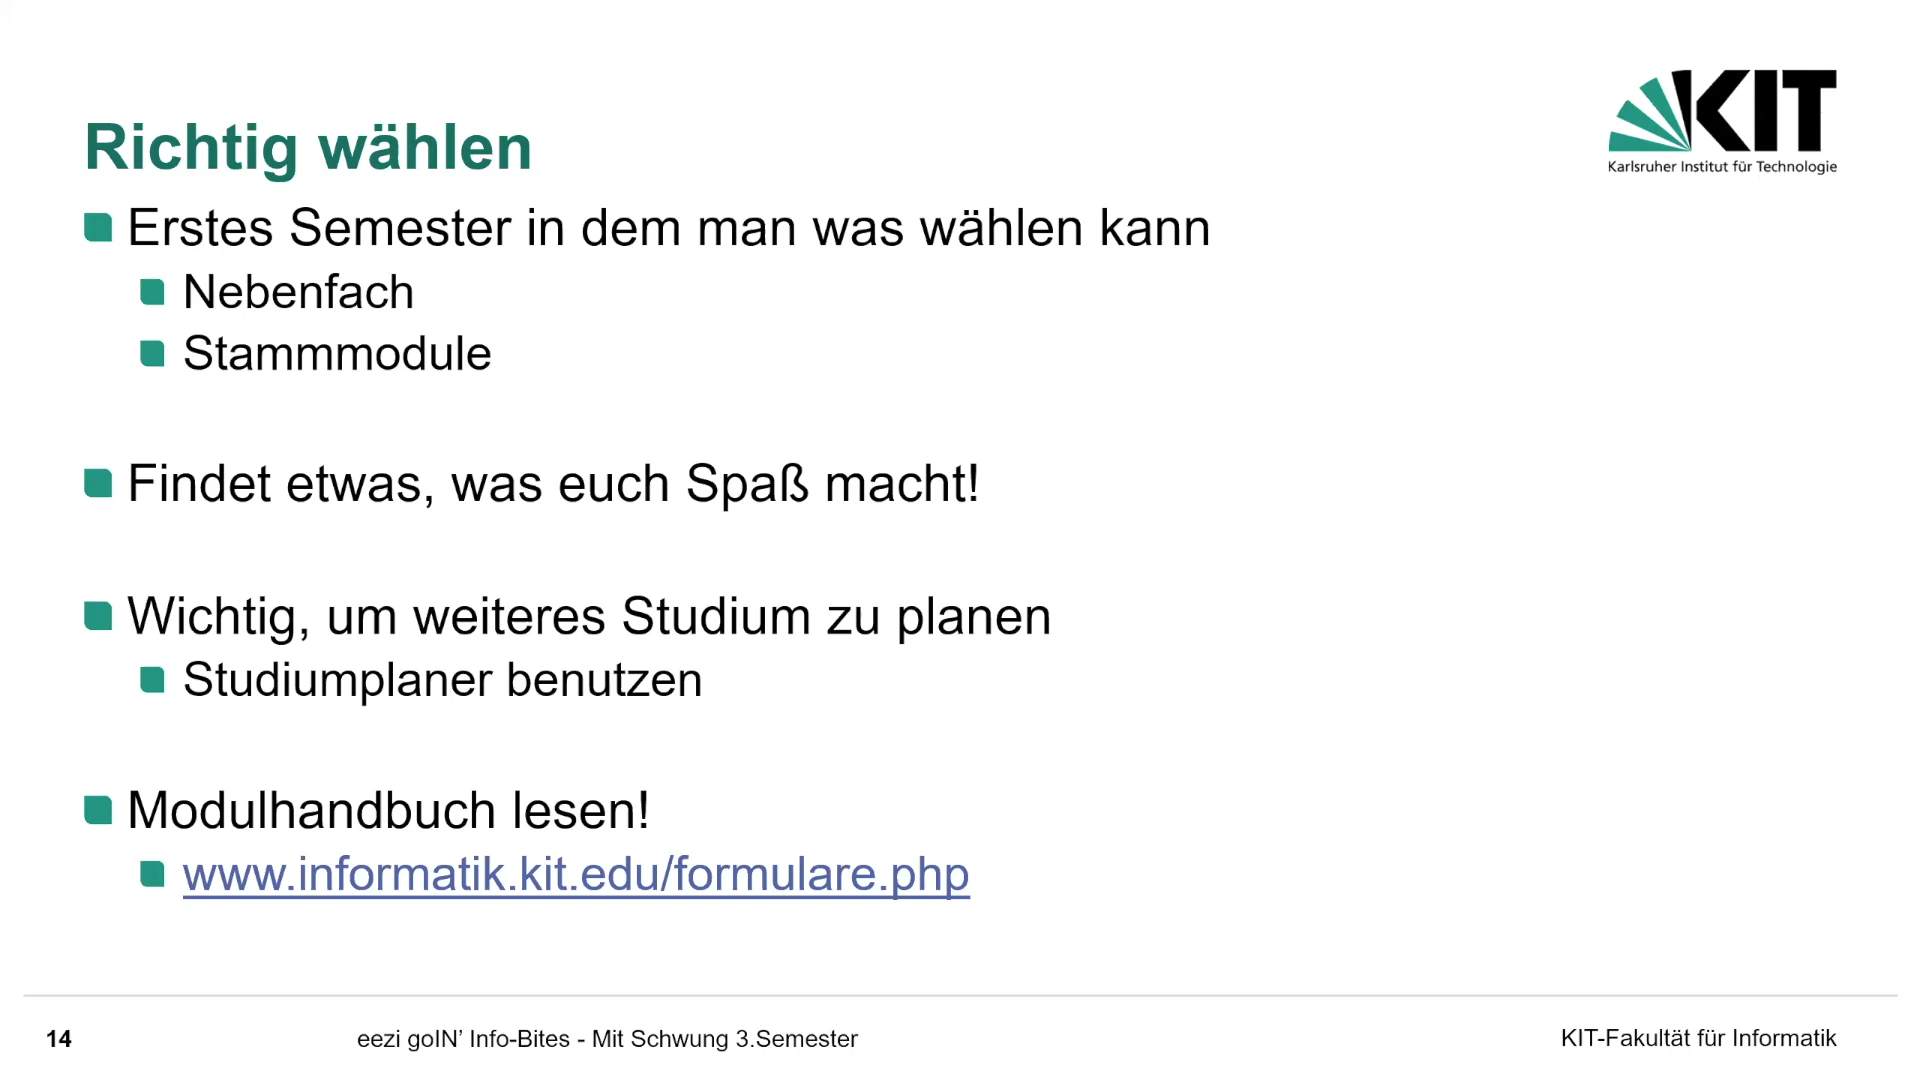 KIT
Karlsruher Institut für Technologie
Richtig wählen
Erstes Semester in dem man was wählen kann
Nebenfach
Stammmodule
Findet etwas, was euch Spaß macht!
Wichtig, um weiteres Studium zu planen
Studiumplaner benutzen
Modulhandbuch lesen!
www.informatik.kit.edu/formulare.php
14
eezi goIN’ Info-Bites - Mit Schwung 3.Semester
KIT-Fakultät für Informatik